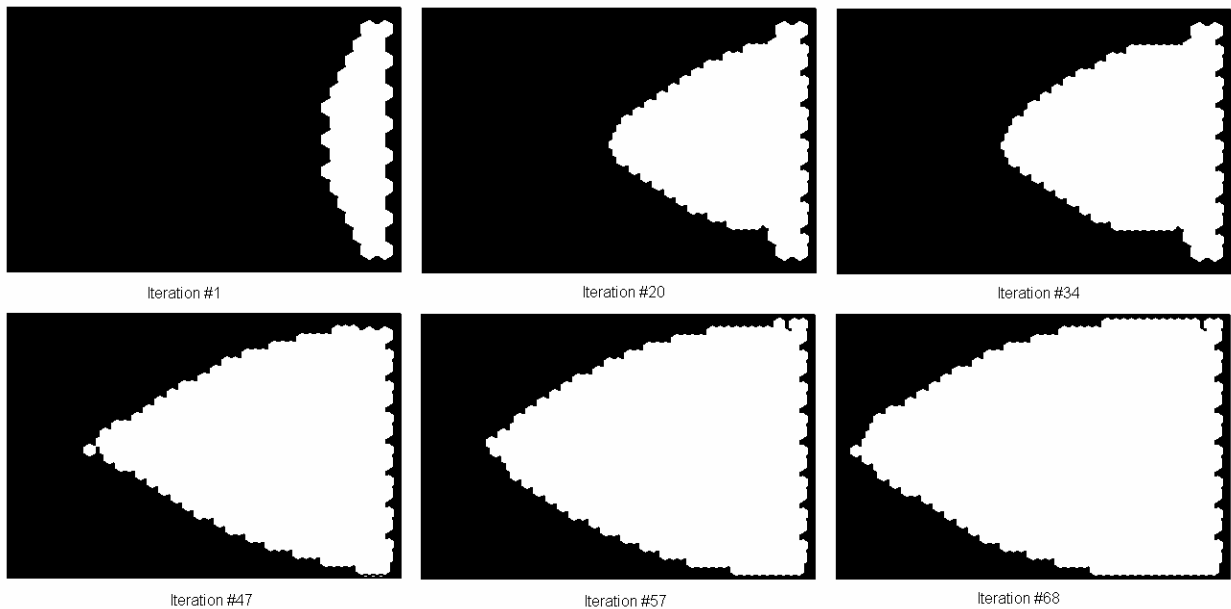 Iteration #1
Iteration #20
Iteration #34
Iteration #47
Iteration #57
Iteration #68